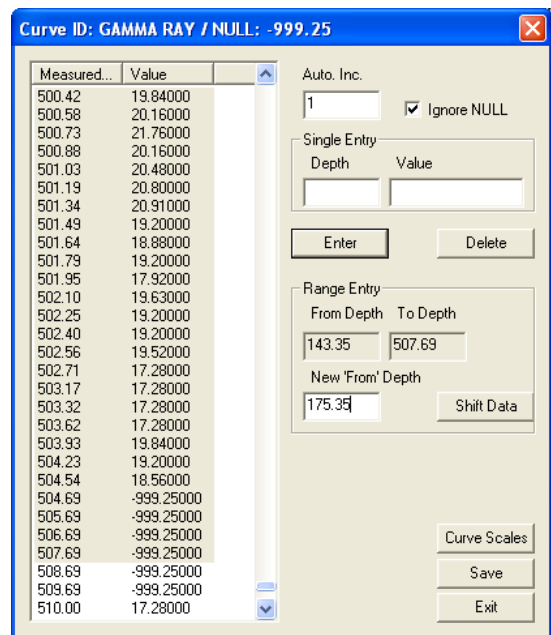 Curve ID: GAMMA RAY / NULL: -999.25
Measured... Value
500.42 19.84000
500.58 20.16000
500.73 21.76000
500.88 20.16000
501.03 20.48000
501.19 20.80000
501.34 20.91000
501.49 19.20000
501.64 18.88000
501.79 19.20000
501.95 17.92000
502.10 19.63000
502.25 19.20000
502.40 19.20000
502.56 19.52000
502.71 17.28000
503.17 17.28000
503.32 17.28000
503.62 17.28000
503.93 19.84000
504.23 19.20000
504.54 18.56000
504.69 -999.25000
505.69 -999.25000
506.69 -999.25000
507.69 -999.25000
508.69 -999.25000
509.69 -999.25000
510.00 17.28000
Auto. Inc.
1
Ignore NULL
Single Entry
Depth Value
Enter Delete
Range Entry
From Depth To Depth
143.35 507.69
New 'From' Depth
175.35 Shift Data
Curve Scales
Save
Exit